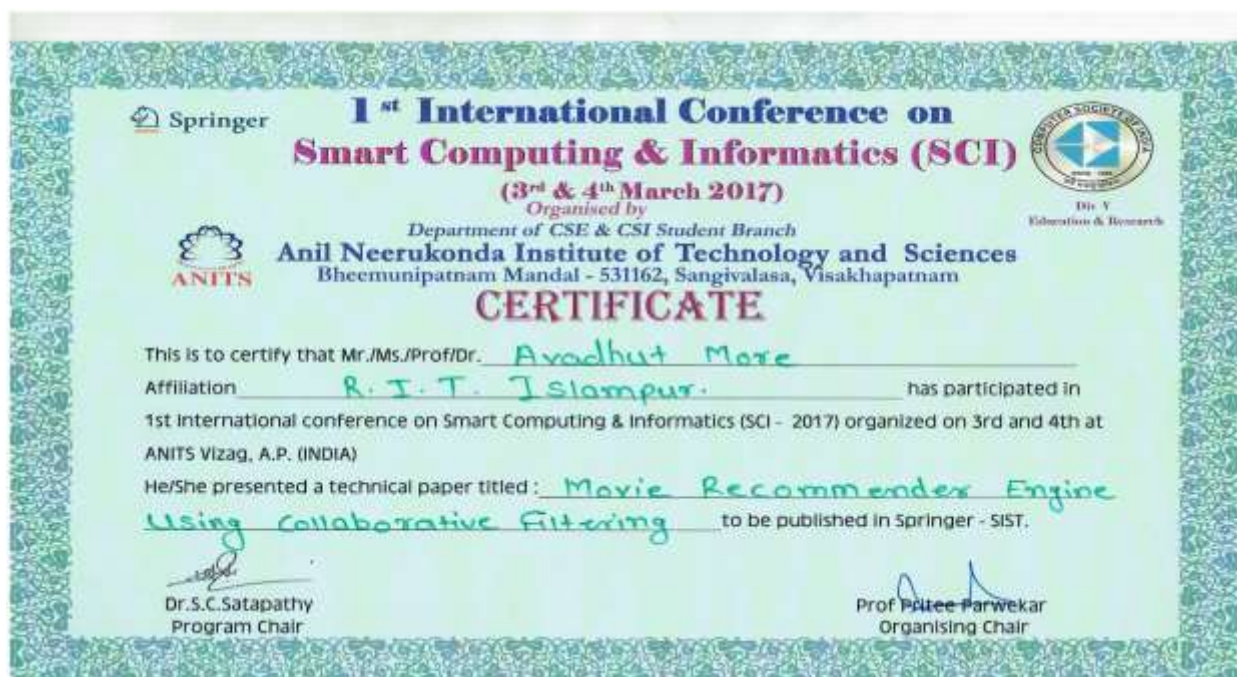 Springer
1st International Conference on
Smart Computing & Informatics (SCI)
(3rd & 4th March 2017)
Organised by
Department of CSE & CSI Student Branch
Anil Neerukonda Institute of Technology and Sciences
Bheemunipatnam Mandal - 531162, Sangivalasa, Visakhapatnam
ANITS
COMPUTER SOCIETY OF INDIA
Div V
Education & Research
CERTIFICATE
This is to certify that Mr./Ms./Prof/Dr. Avadhut More
Affiliation R. I. T. Islampur. has participated in
1st International conference on Smart Computing & Informatics (SCI - 2017) organized on 3rd and 4th at
ANITS Vizag, A.P. (INDIA)
He/She presented a technical paper titled : Movie Recommender Engine
Using Collaborative Filtering to be published in Springer - SIST.
Dr.S.C.Satapathy
Program Chair
Prof Pritee Parwekar
Organising Chair